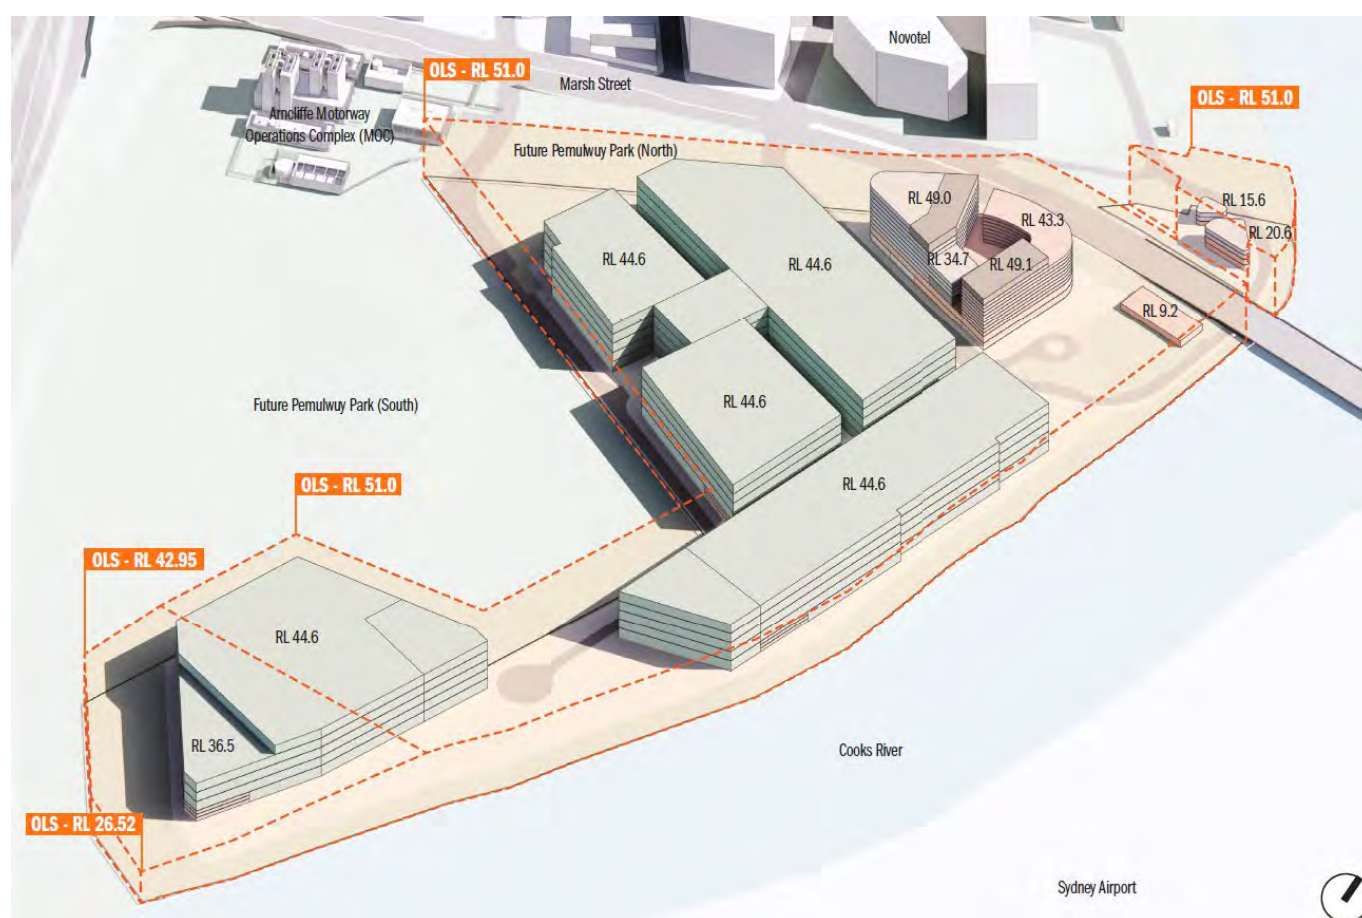 Novotel
OLS - RL 51.0
Marsh Street
OLS - RL 51.0
Arncliffe Motorway
Operations Complex (MOC)
Future Pemulwuy Park (North)
RL 49.0
RL 15.6
RL 43.3
RL 20.6
RL 44.6
RL 44.6
RL 34.7
RL 49.1
RL 9.2
Future Pemulwuy Park (South)
RL 44.6
OLS - RL 51.0
RL 44.6
OLS - RL 42.95
RL 44.6
RL 36.5
Cooks River
OLS - RL 26.52
Sydney Airport